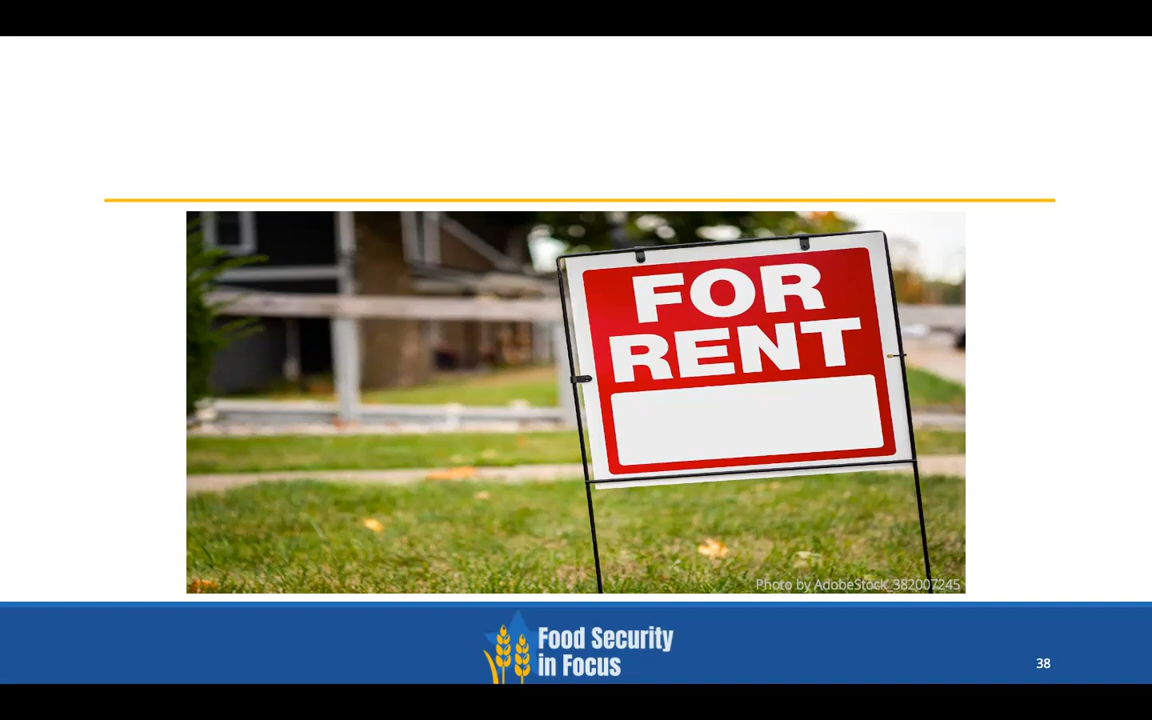 FOR
RENT
Photo by AdobeStock_382007245
Food Security
in Focus
38